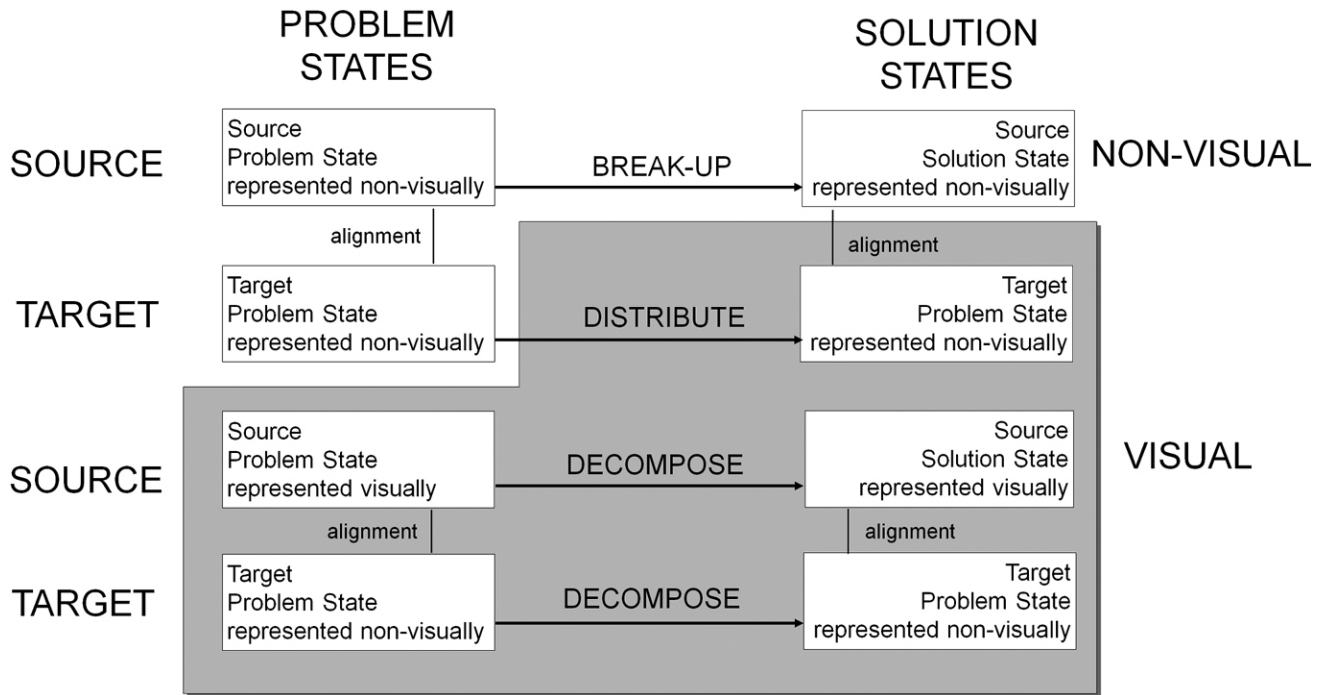 PROBLEM
STATES
SOLUTION
STATES
SOURCE
Source
Problem State
represented non-visually
BREAK-UP
Source
Solution State
represented non-visually
NON-VISUAL
alignment
alignment
TARGET
Target
Problem State
represented non-visually
DISTRIBUTE
Target
Problem State
represented non-visually
SOURCE
Source
Problem State
represented visually
DECOMPOSE
Source
Solution State
represented visually
VISUAL
alignment
alignment
TARGET
Target
Problem State
represented non-visually
DECOMPOSE
Target
Problem State
represented non-visually